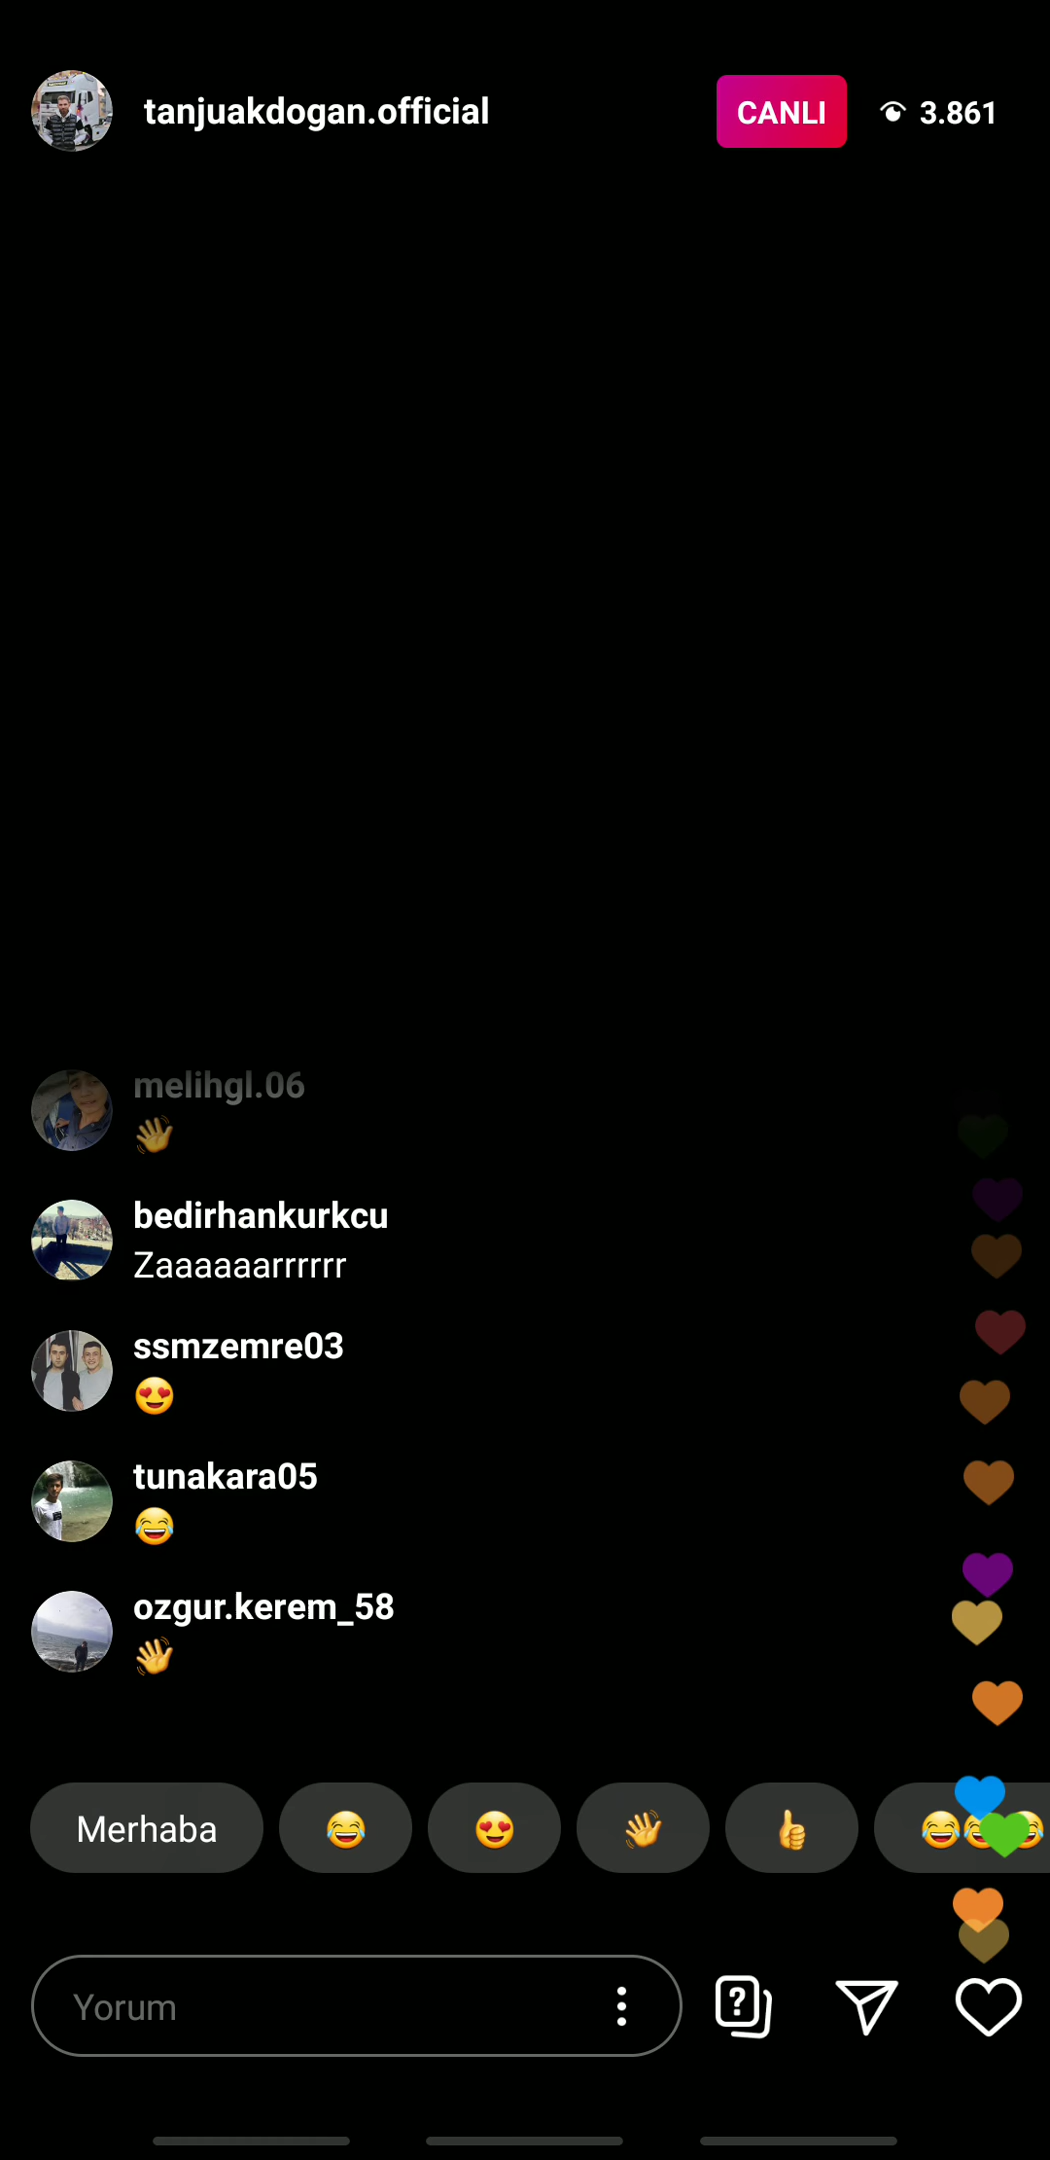 tanjuakdogan.official
CANLI
3.861
melihgl.06
👋
bedirhankurkcu
Zaaaaaarrrrrr
ssmzemre03
😍
tunakara05
😂
ozgur.kerem_58
👋
Merhaba 😂 😍 👋 👍 😂😂😂
Yorum